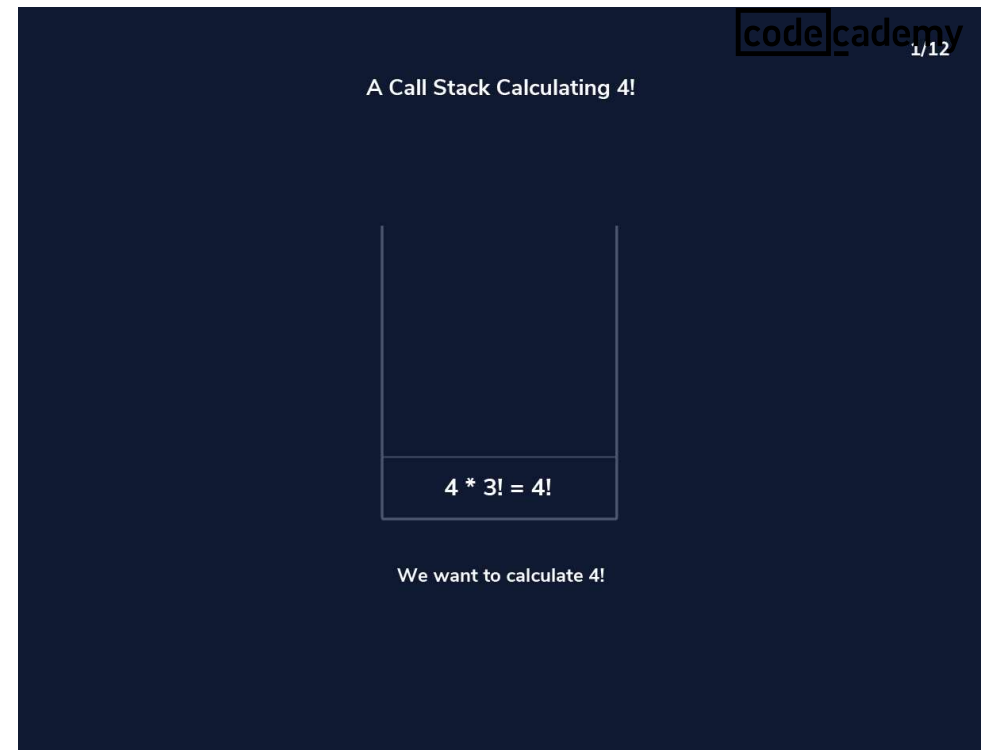 codecademy
1/12
A Call Stack Calculating 4!
4 * 3! = 4!
We want to calculate 4!